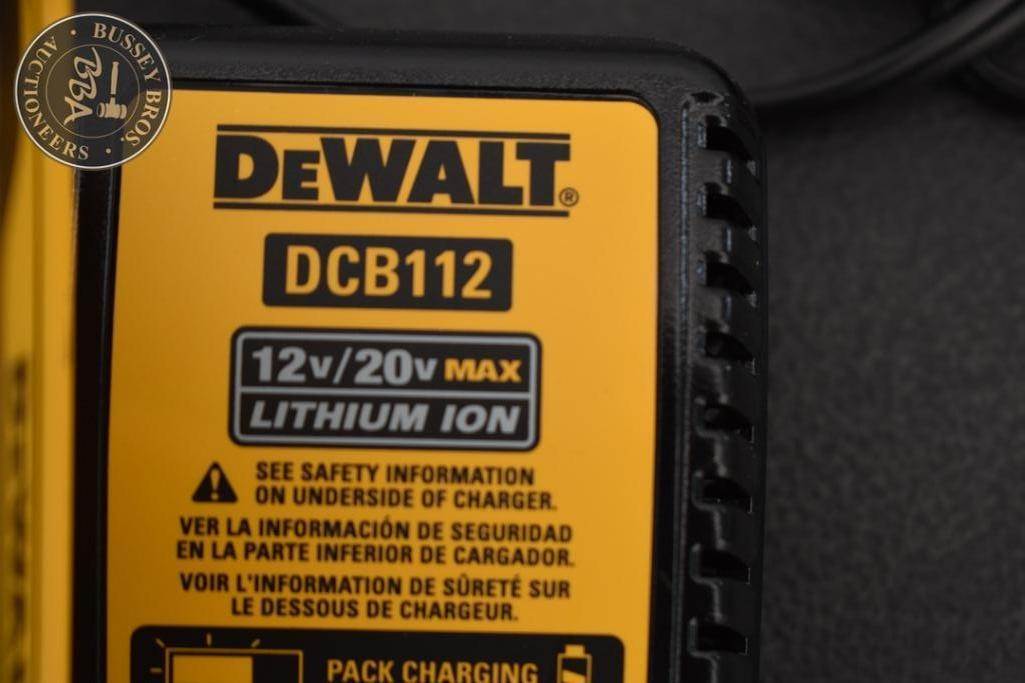 BUSSEY BROS.
AUCTIONEERS
BBA
DEWALT®
DCB112
12V/20V MAX
LITHIUM ION
SEE SAFETY INFORMATION
ON UNDERSIDE OF CHARGER.
VER LA INFORMACIÓN DE SEGURIDAD
EN LA PARTE INFERIOR DE CARGADOR.
VOIR L'INFORMATION DE SÛRETÉ SUR
LE DESSOUS DE CHARGEUR.
PACK CHARGING